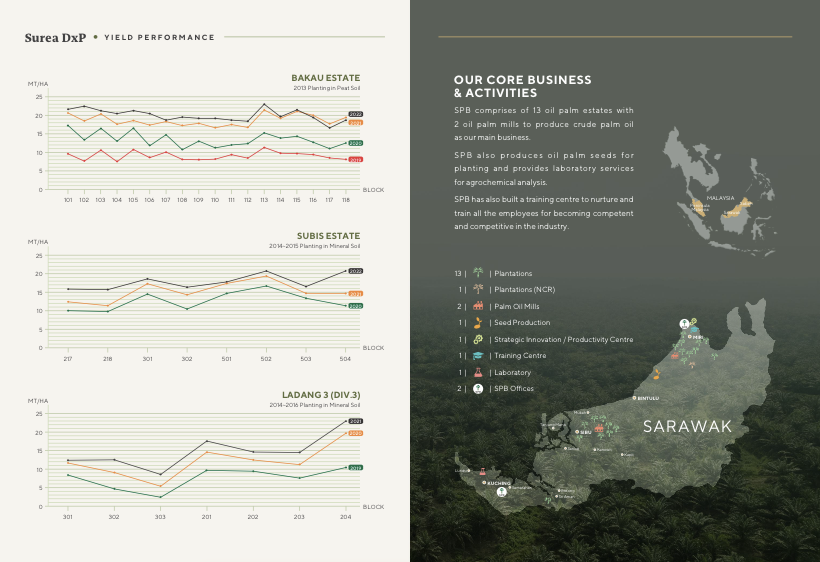 Surea DxP • YIELD PERFORMANCE
BAKAU ESTATE
2013 Planting in Peat Soil
MT/HA
25
20
15
10
5
0
2022
2021
2020
2019
BLOCK
101 102 103 104 105 106 107 108 109 110 111 112 113 114 115 116 117 118
SUBIS ESTATE
2014-2015 Planting in Mineral Soil
MT/HA
25
20
15
10
5
0
2022
2021
2020
BLOCK
217 218 301 302 501 502 503 504
LADANG 3 (DIV.3)
2014-2016 Planting in Mineral Soil
MT/HA
25
20
15
10
5
0
2021
2020
2019
BLOCK
301 302 303 201 202 203 204
OUR CORE BUSINESS
& ACTIVITIES
SPB comprises of 13 oil palm estates with
2 oil palm mills to produce crude palm oil
as our main business.
SPB also produces oil palm seeds for
planting and provides laboratory services
for agrochemical analysis.
SPB has also built a training centre to nurture and
train all the employees for becoming competent
and competitive in the industry.
MALAYSIA
13 | | Plantations
1 | | Plantations (NCR)
2 | | Palm Oil Mills
1 | | Seed Production
1 | | Strategic Innovation / Productivity Centre
1 | | Training Centre
1 | | Laboratory
2 | | SPB Offices
MIRI
BINTULU
SARAWAK
SIBU
KUCHING